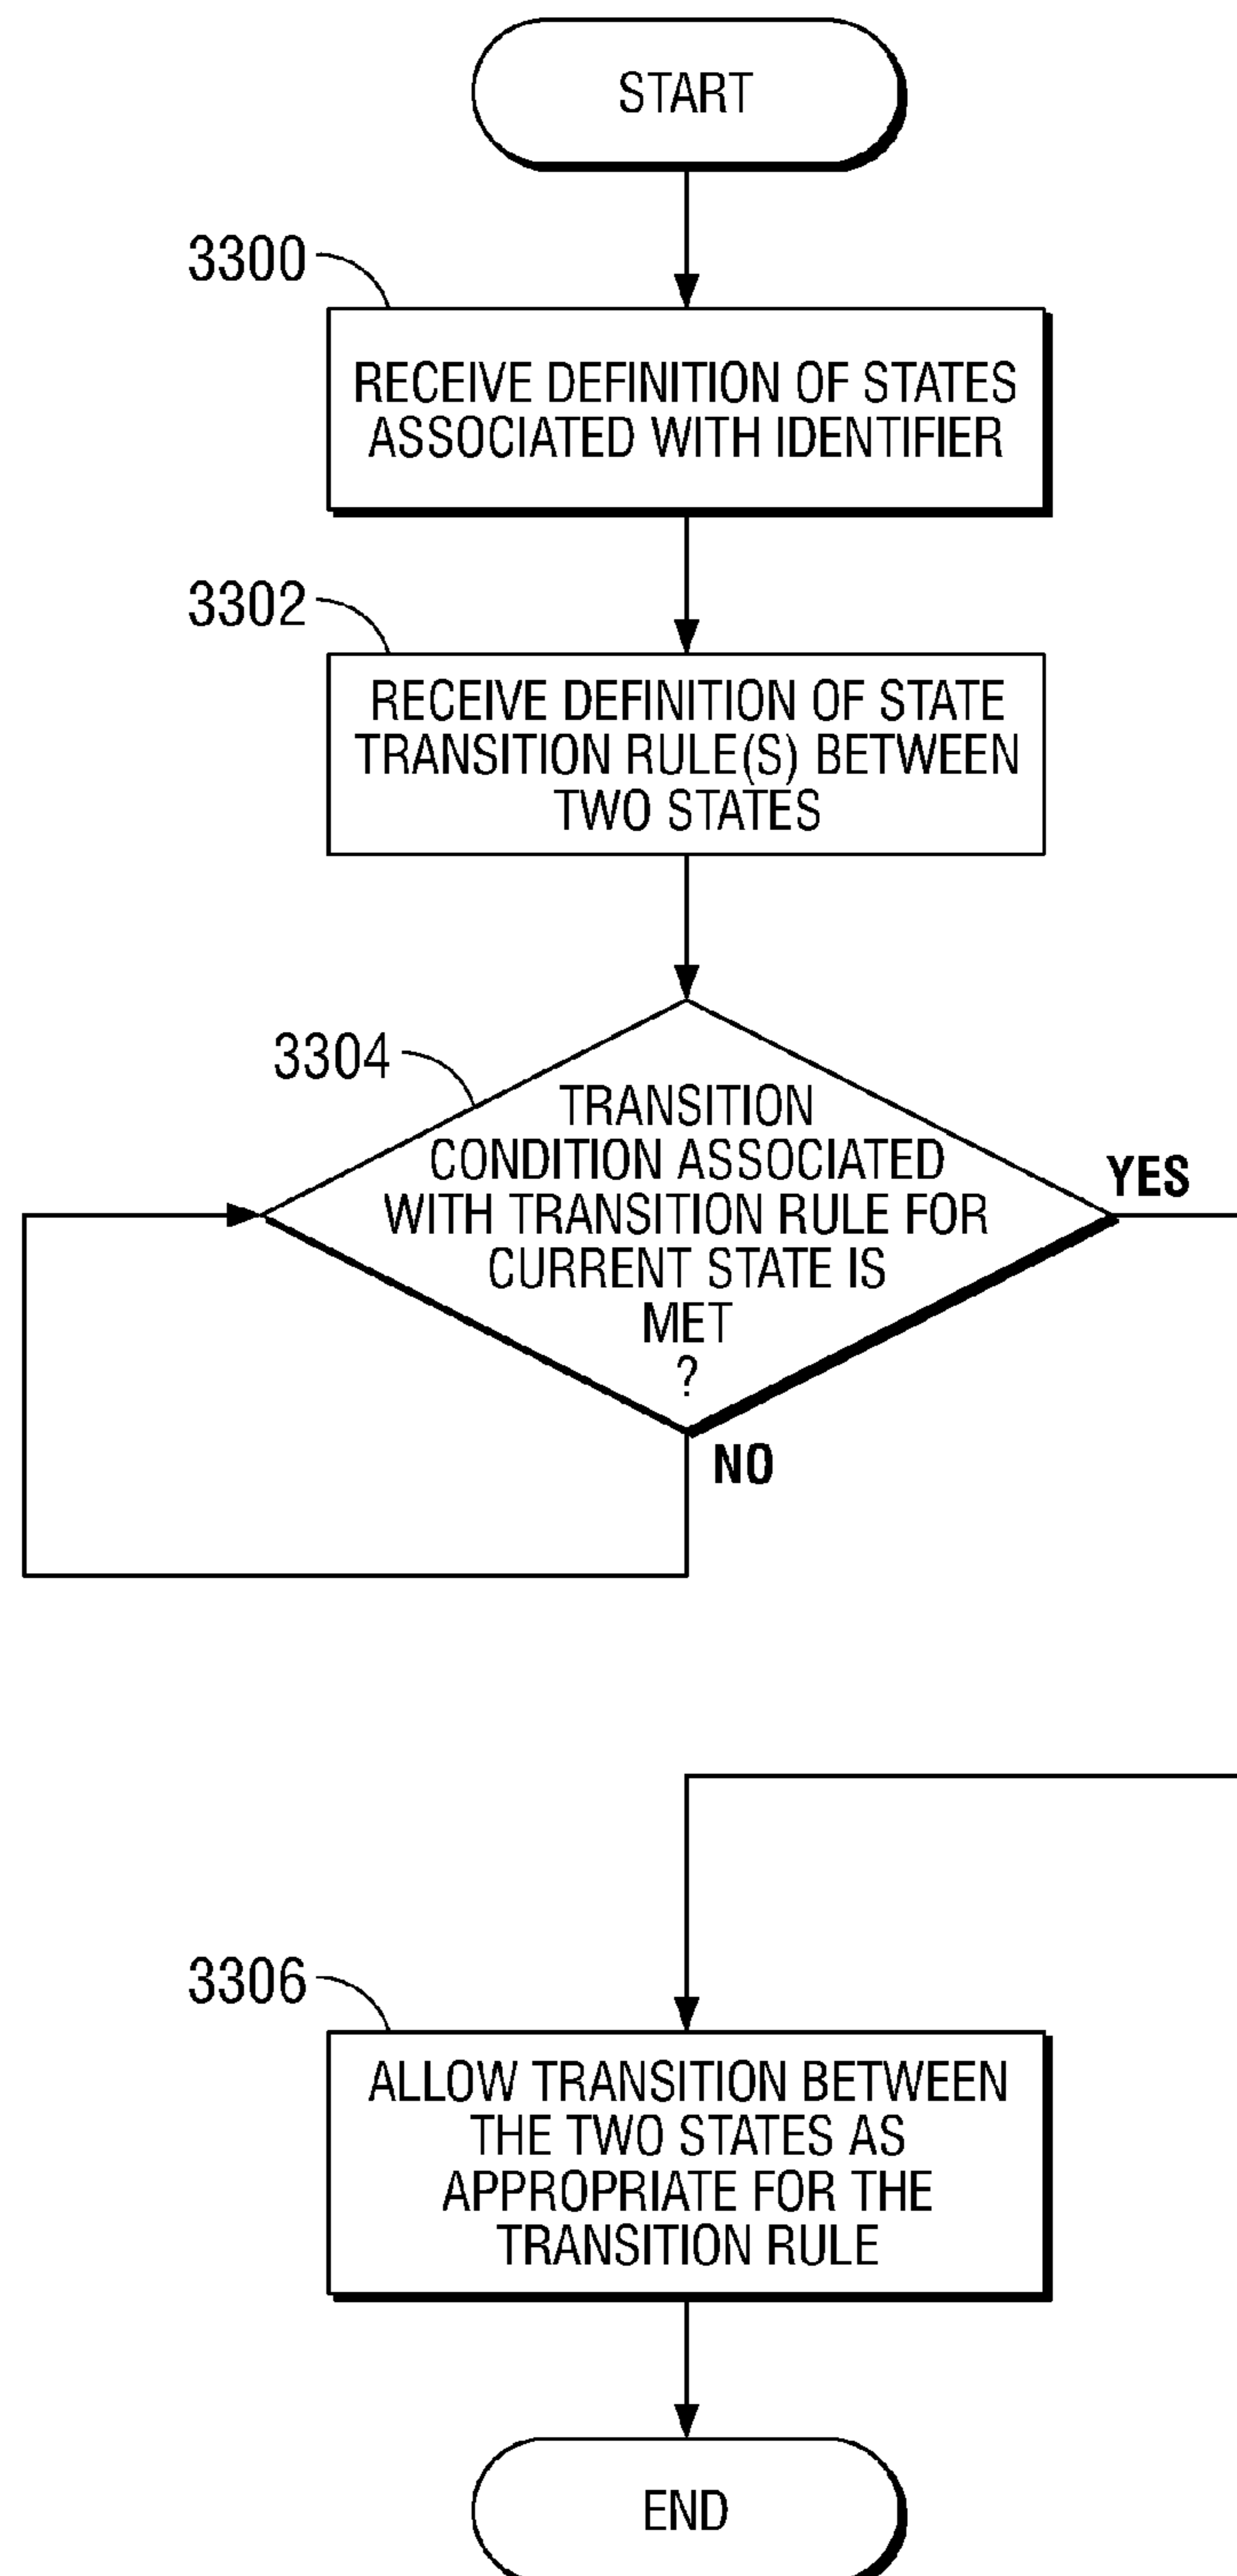 START
3300
RECEIVE DEFINITION OF STATES
ASSOCIATED WITH IDENTIFIER
3302
RECEIVE DEFINITION OF STATE
TRANSITION RULE(S) BETWEEN
TWO STATES
3304
TRANSITION
CONDITION ASSOCIATED
WITH TRANSITION RULE FOR
CURRENT STATE IS
MET
?
YES
NO
3306
ALLOW TRANSITION BETWEEN
THE TWO STATES AS
APPROPRIATE FOR THE
TRANSITION RULE
END